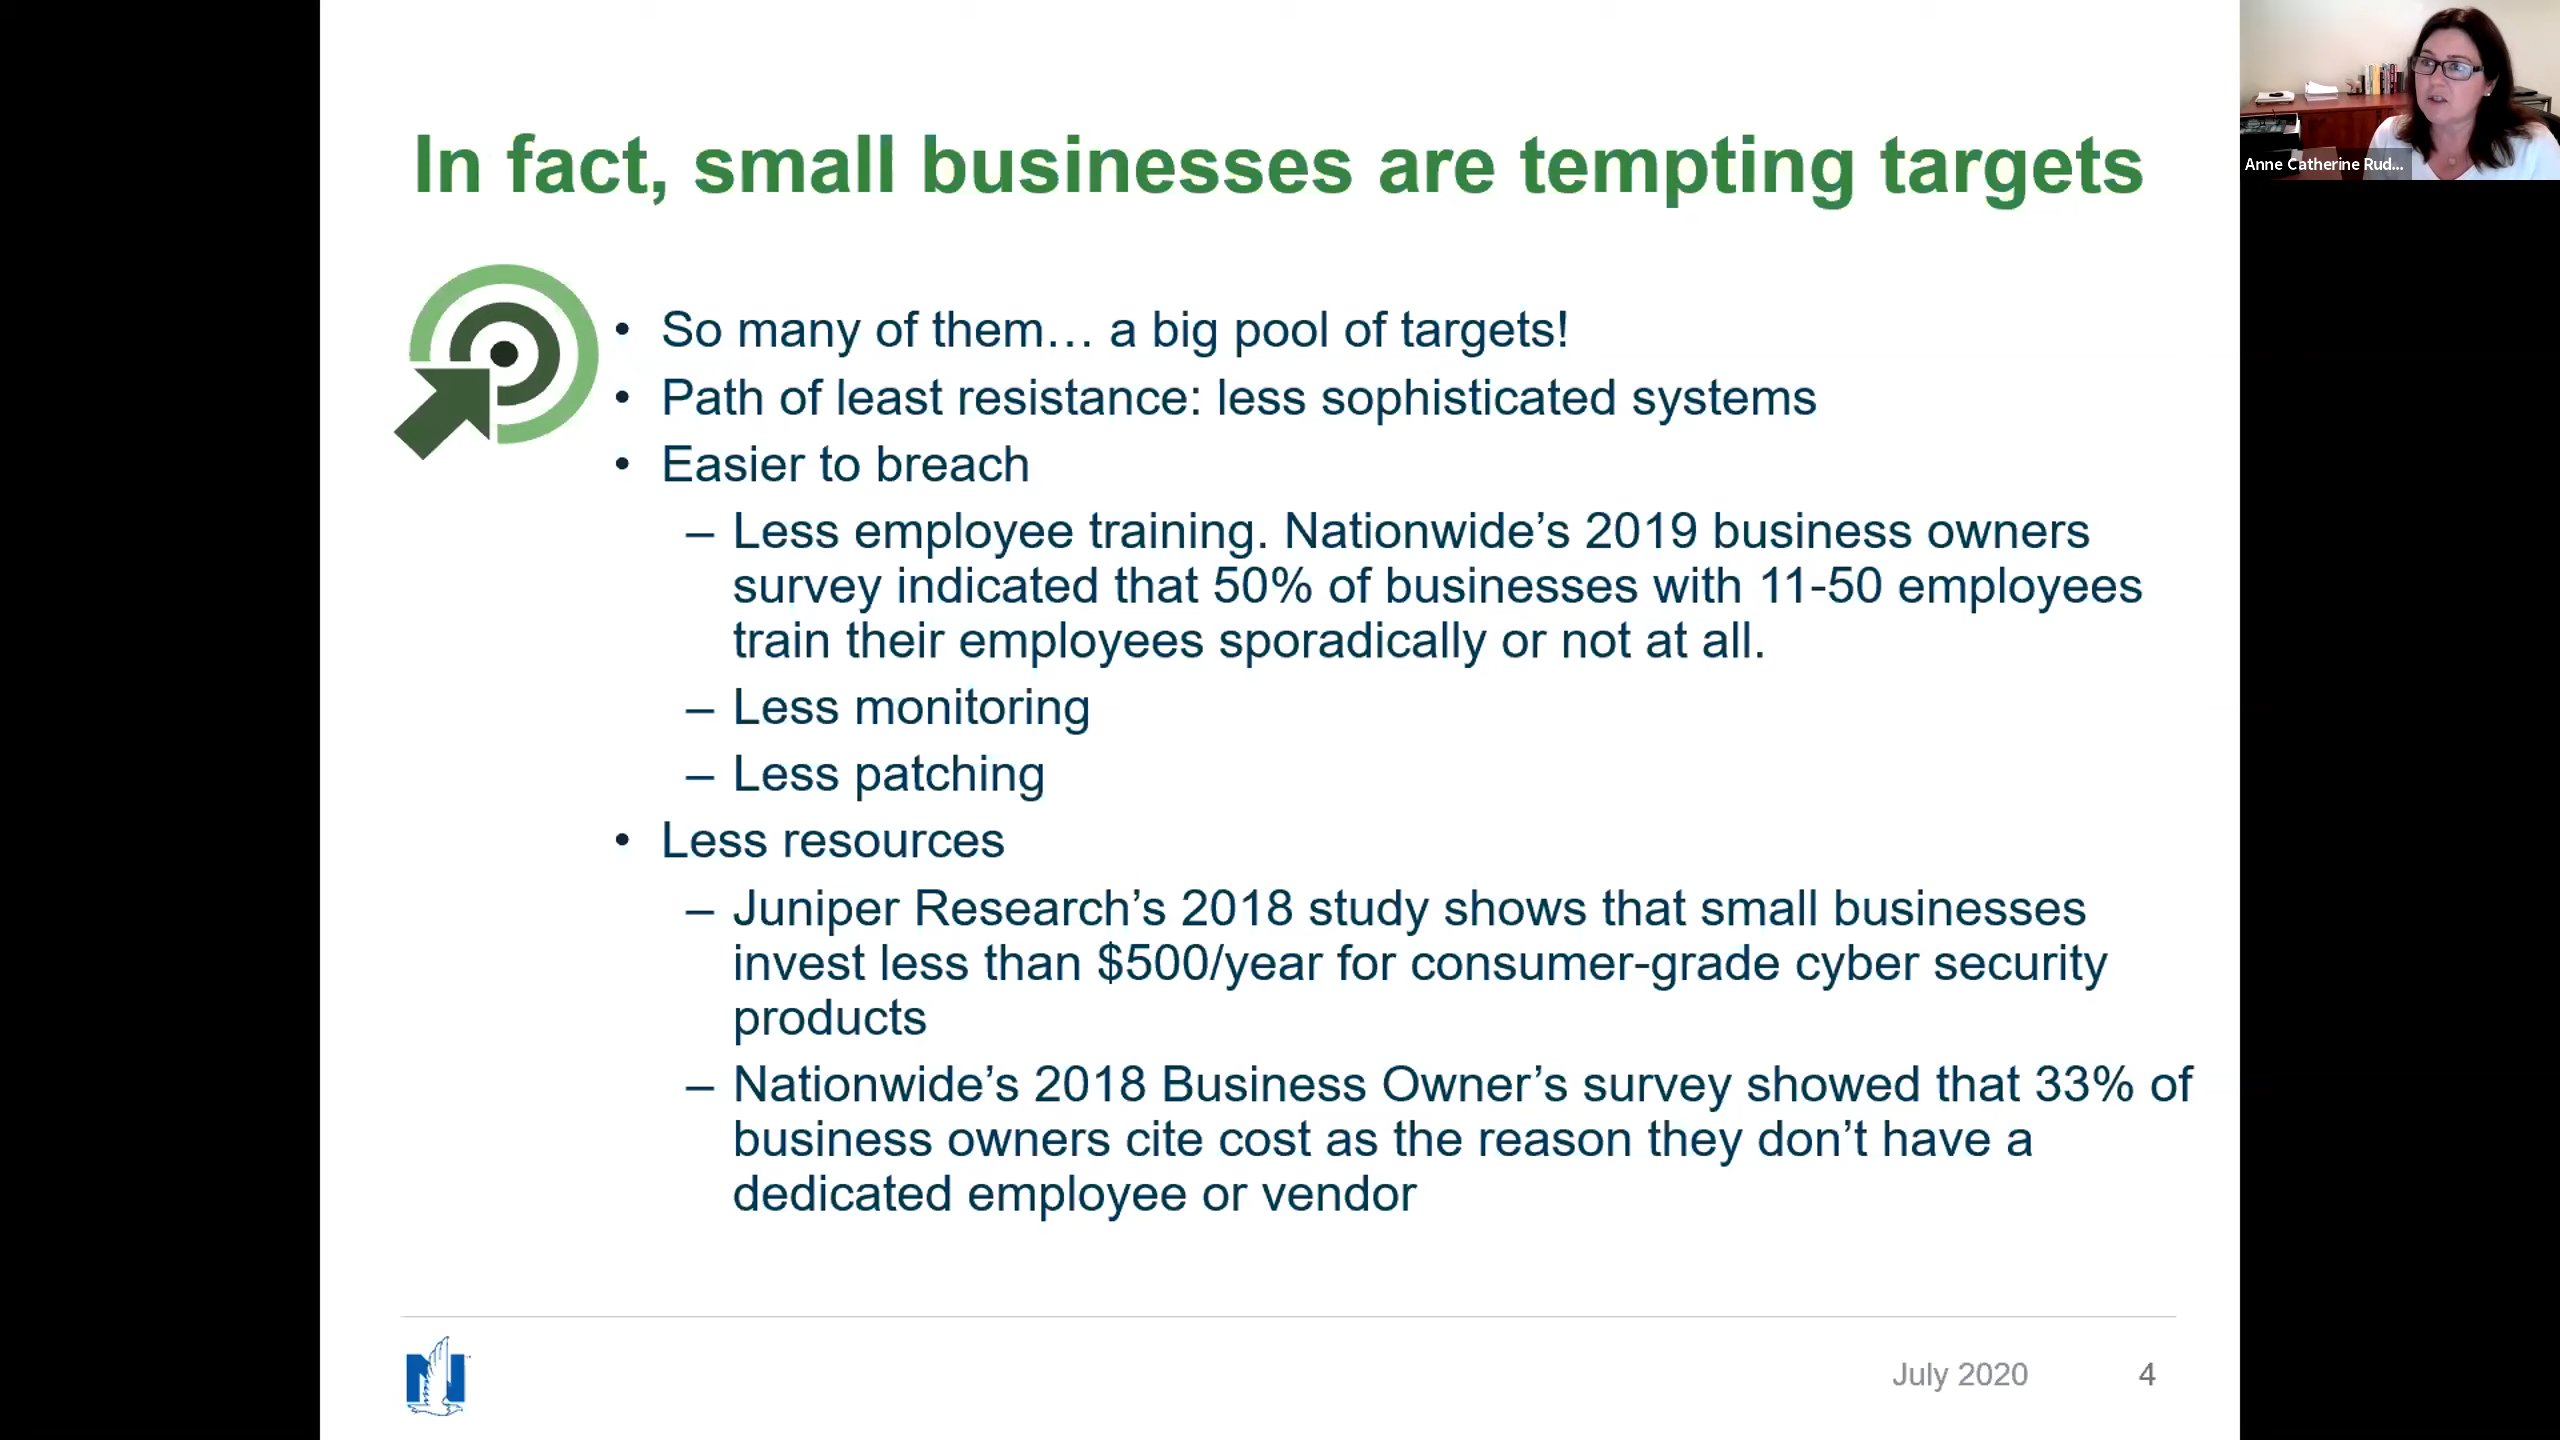 In fact, small businesses are tempting targets
Anne Catherine Rud...
• So many of them… a big pool of targets!
• Path of least resistance: less sophisticated systems
• Easier to breach
– Less employee training. Nationwide’s 2019 business owners
survey indicated that 50% of businesses with 11-50 employees
train their employees sporadically or not at all.
– Less monitoring
– Less patching
• Less resources
– Juniper Research’s 2018 study shows that small businesses
invest less than $500/year for consumer-grade cyber security
products
– Nationwide’s 2018 Business Owner’s survey showed that 33% of
business owners cite cost as the reason they don’t have a
dedicated employee or vendor
N
July 2020 4